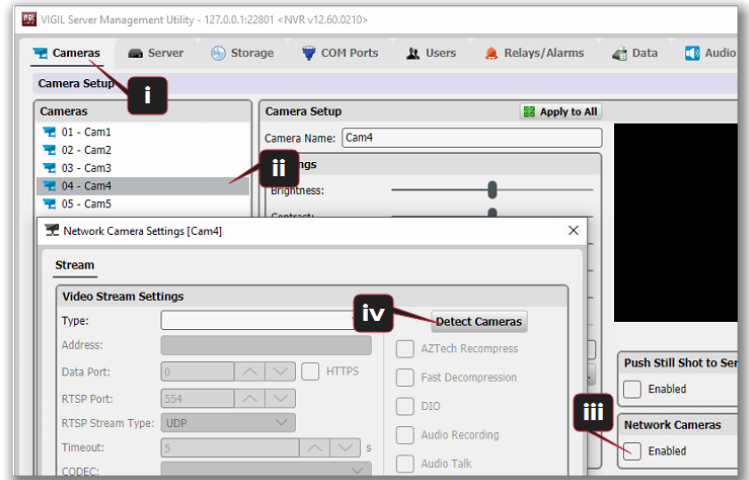 VIGIL Server Management Utility - 127.0.0.1:22801 <NVR v12.60.0210>
Cameras Server Storage COM Ports Users Relays/Alarms Data Audio
Camera Setup
i
Cameras
01 - Cam1
02 - Cam2
03 - Cam3
04 - Cam4
05 - Cam5
ii
Camera Setup Apply to All
Camera Name: Cam4
Brightness:
Contrast:
Network Camera Settings [Cam4]
Stream
Video Stream Settings
Type:
iv
Detect Cameras
Address:
AZTech Recompress
Data Port: 0 HTTPS
Fast Decompression
RTSP Port: 554
DIO
RTSP Stream Type: UDP
Audio Recording
Timeout: 5 s
Audio Talk
CODEC:
Push Still Shot to Ser
Enabled
iii
Network Cameras
Enabled